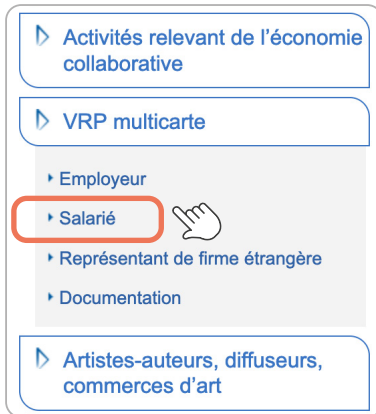 Activités relevant de l’économie
collaborative
VRP multicarte
Employeur
Salarié
Représentant de firme étrangère
Documentation
Artistes-auteurs, diffuseurs,
commerces d’art